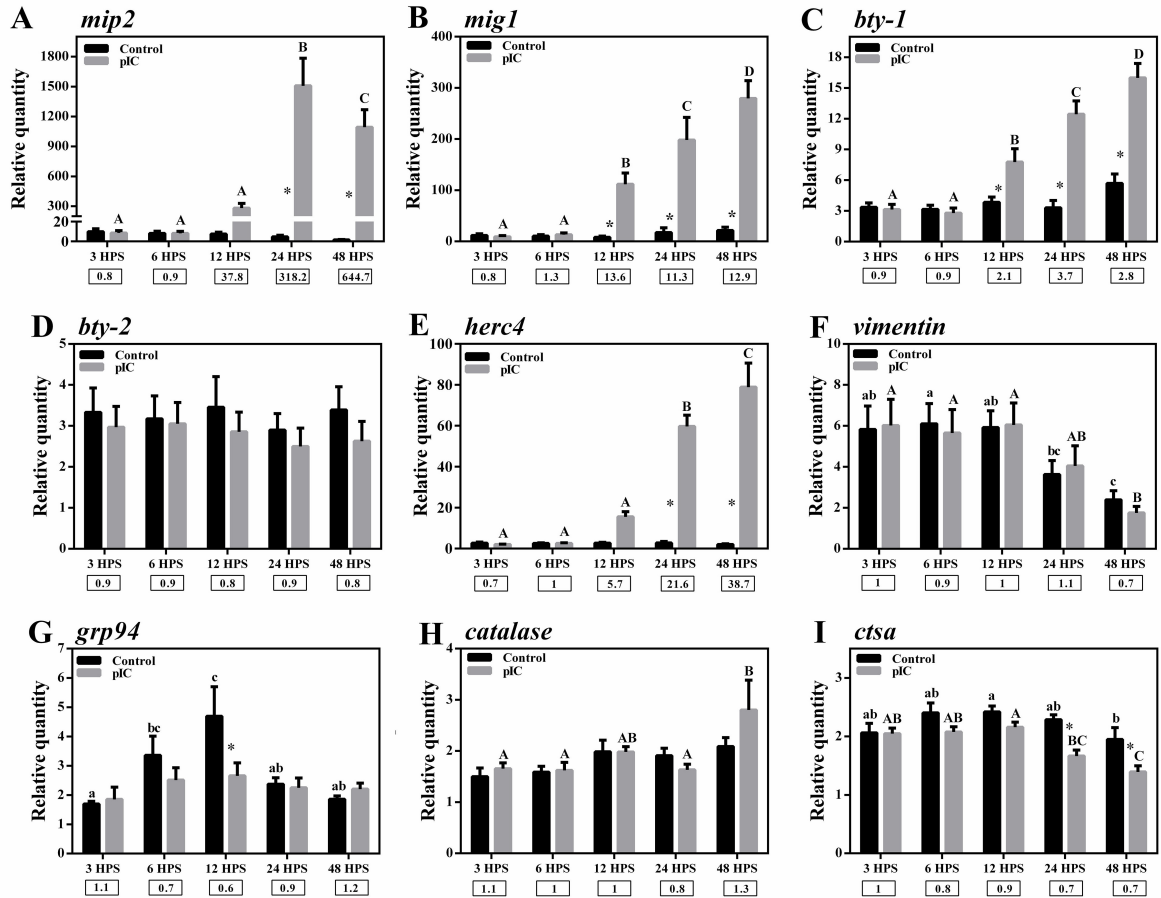 A mip2
Relative quantity
1800
1500
1200
900
600
300
20
0
Control
pIC
A
A
A
*
B
*
C
3 HPS 6 HPS 12 HPS 24 HPS 48 HPS
0.8 0.9 37.8 318.2 644.7
B mig1
Relative quantity
400
300
200
100
0
Control
pIC
A
A
*
B
*
C
*
D
3 HPS 6 HPS 12 HPS 24 HPS 48 HPS
0.8 1.3 13.6 11.3 12.9
C bty-1
Relative quantity
18
15
12
9
6
3
0
Control
pIC
A
A
*
B
*
C
*
D
3 HPS 6 HPS 12 HPS 24 HPS 48 HPS
0.9 0.9 2.1 3.7 2.8
D bty-2
Relative quantity
5
4
3
2
1
0
Control
pIC
3 HPS 6 HPS 12 HPS 24 HPS 48 HPS
0.9 0.9 0.8 0.9 0.8
E herc4
Relative quantity
100
80
60
40
20
0
Control
pIC
A
A
A
*
B
*
C
3 HPS 6 HPS 12 HPS 24 HPS 48 HPS
0.7 1 5.7 21.6 38.7
F vimentin
Relative quantity
10
8
6
4
2
0
Control
pIC
ab A
a A
ab A
bc AB
c B
3 HPS 6 HPS 12 HPS 24 HPS 48 HPS
1 0.9 1 1.1 0.7
G grp94
Relative quantity
7
6
5
4
3
2
1
0
Control
pIC
a
bc
c
*
ab
ab
3 HPS 6 HPS 12 HPS 24 HPS 48 HPS
1.1 0.7 0.6 0.9 1.2
H catalase
Relative quantity
4
3
2
1
0
Control
pIC
A
A
AB
A
B
3 HPS 6 HPS 12 HPS 24 HPS 48 HPS
1.1 1 1 0.8 1.3
I ctsa
Relative quantity
3
2
1
0
Control
pIC
ab AB
ab AB
a A
ab * BC
b * C
3 HPS 6 HPS 12 HPS 24 HPS 48 HPS
1 0.8 0.9 0.7 0.7